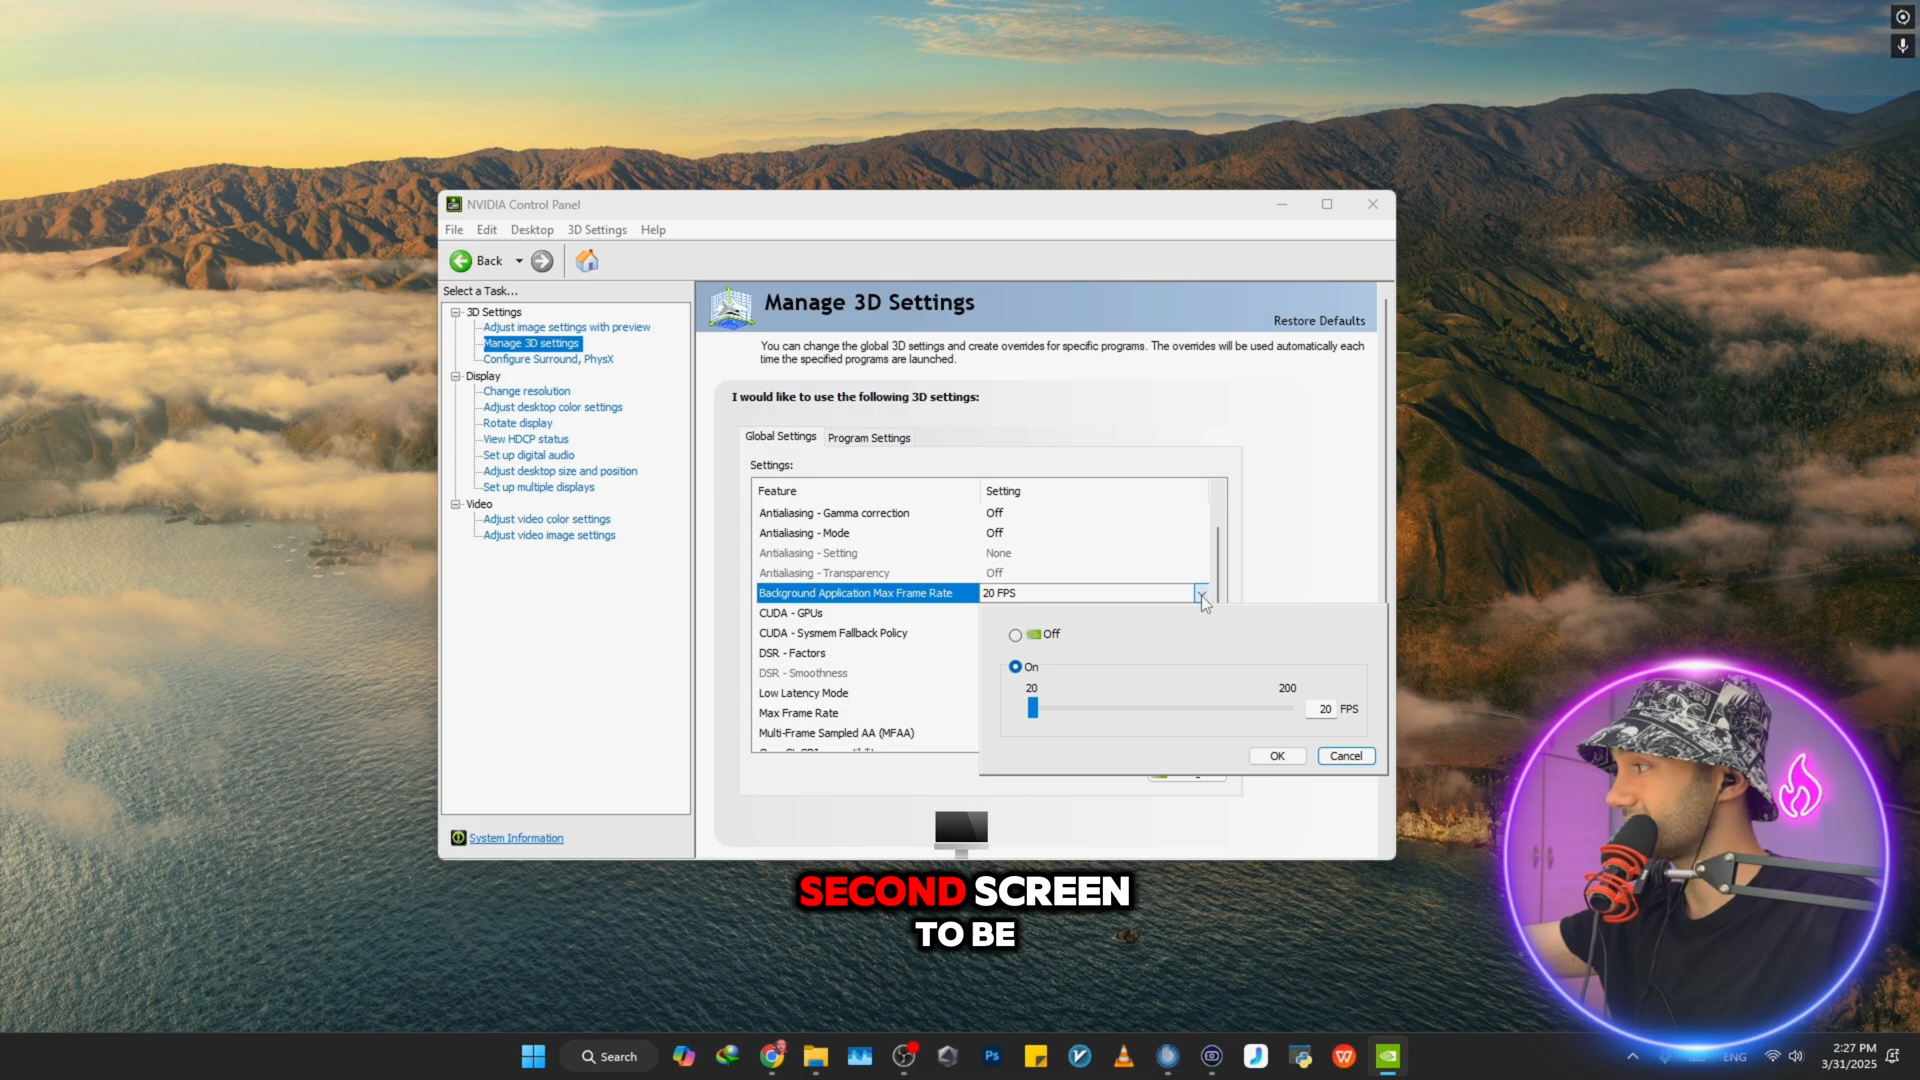 NVIDIA Control Panel
File Edit Desktop 3D Settings Help
Back
Select a Task...
3D Settings
Adjust image settings with preview
Manage 3D settings
Configure Surround, PhysX
Display
Change resolution
Adjust desktop color settings
Rotate display
View HDCP status
Set up digital audio
Adjust desktop size and position
Set up multiple displays
Video
Adjust video color settings
Adjust video image settings
System Information
Manage 3D Settings
Restore Defaults
You can change the global 3D settings and create overrides for specific programs. The overrides will be used automatically each
time the specified programs are launched.
I would like to use the following 3D settings:
Global Settings Program Settings
Settings:
Feature Setting
Antialiasing - Gamma correction Off
Antialiasing - Mode Off
Antialiasing - Setting None
Antialiasing - Transparency Off
Background Application Max Frame Rate 20 FPS
CUDA - GPUs
CUDA - Sysmem Fallback Policy
DSR - Factors
DSR - Smoothness
Low Latency Mode
Max Frame Rate
Multi-Frame Sampled AA (MFAA)
Off
On
20 200
20 FPS
OK Cancel
SECOND SCREEN
TO BE
Search
Ps
ENG
2:27 PM
3/31/2025